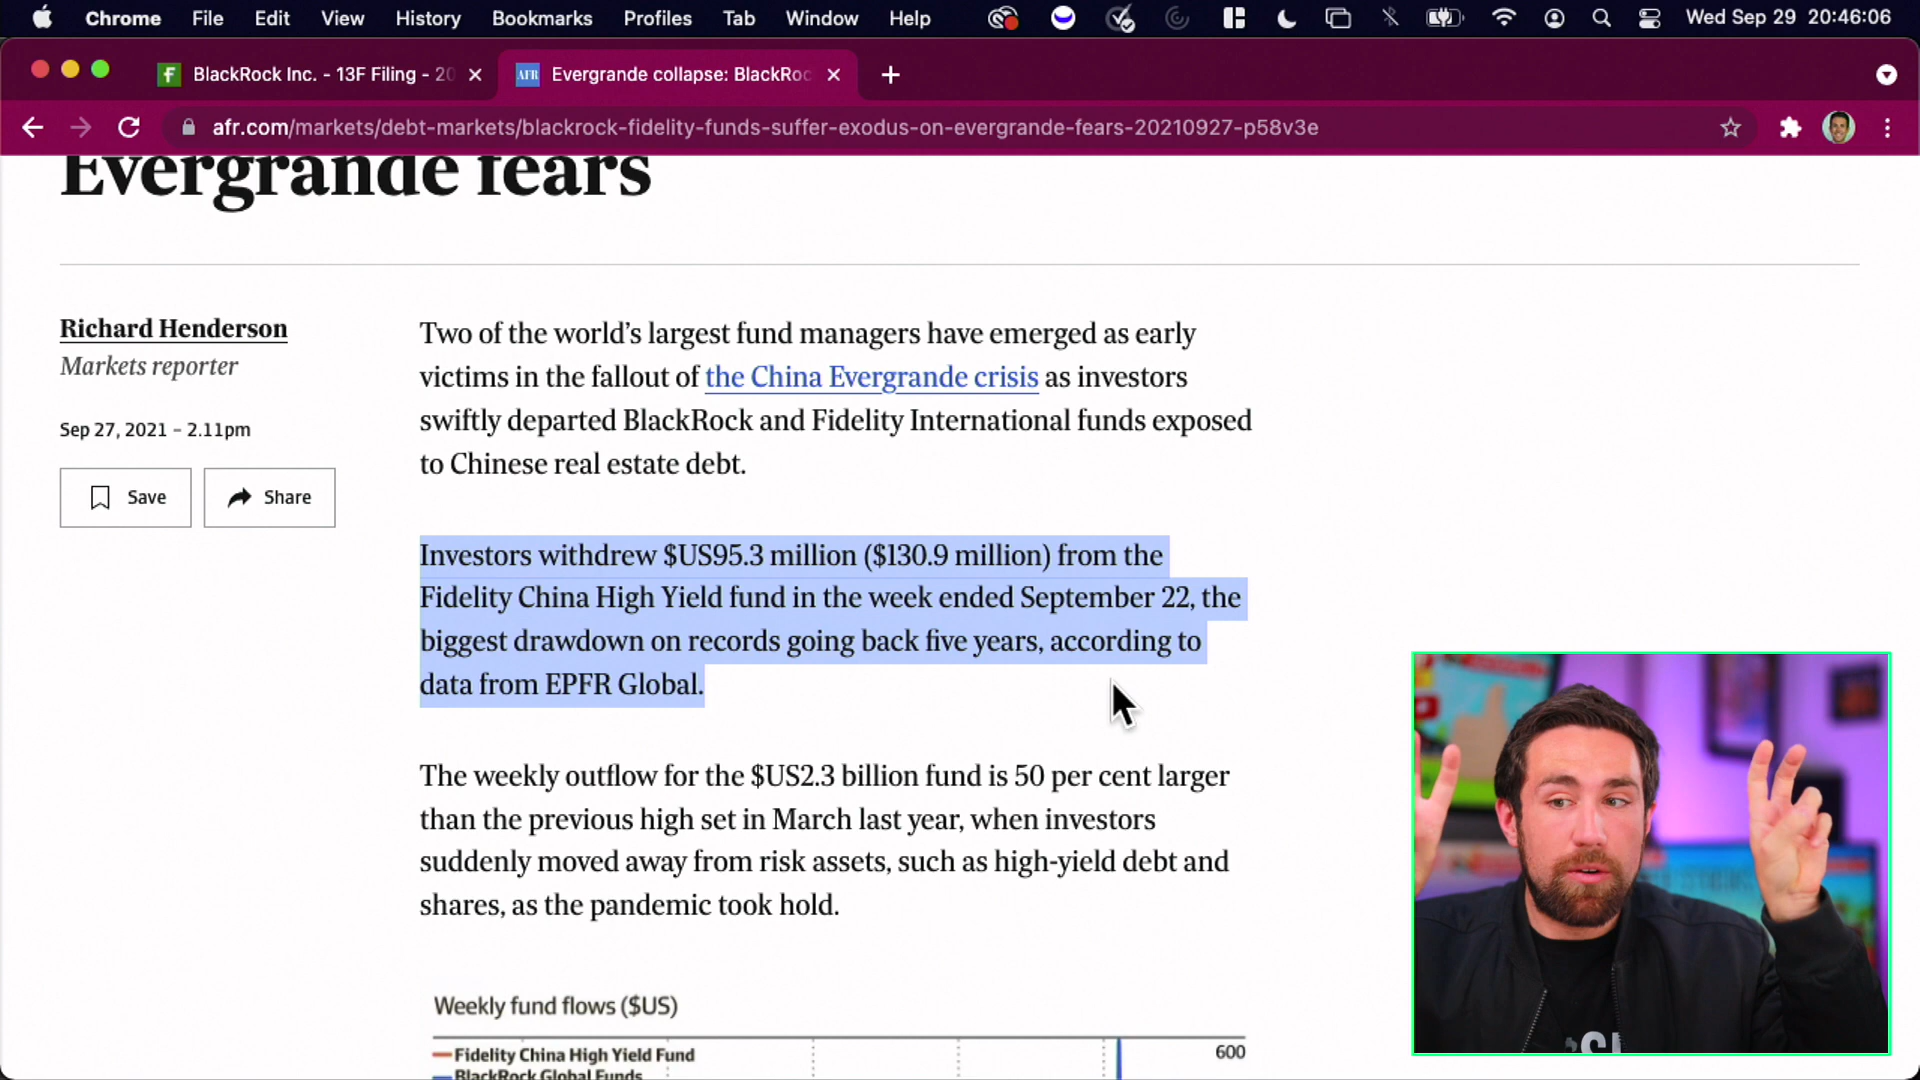 Chrome File Edit View History Bookmarks Profiles Tab Window Help Wed Sep 29 20:46:06
BlackRock Inc. - 13F Filing - 20
AFR Evergrande collapse: BlackRoc
afr.com/markets/debt-markets/blackrock-fidelity-funds-suffer-exodus-on-evergrande-fears-20210927-p58v3e
Evergrande fears
Richard Henderson
Markets reporter
Sep 27, 2021 – 2.11pm
Save Share
Two of the world’s largest fund managers have emerged as early
victims in the fallout of the China Evergrande crisis as investors
swiftly departed BlackRock and Fidelity International funds exposed
to Chinese real estate debt.
Investors withdrew $US95.3 million ($130.9 million) from the
Fidelity China High Yield fund in the week ended September 22, the
biggest drawdown on records going back five years, according to
data from EPFR Global.
The weekly outflow for the $US2.3 billion fund is 50 per cent larger
than the previous high set in March last year, when investors
suddenly moved away from risk assets, such as high-yield debt and
shares, as the pandemic took hold.
Weekly fund flows ($US)
Fidelity China High Yield Fund
600
BlackRock Global Funds